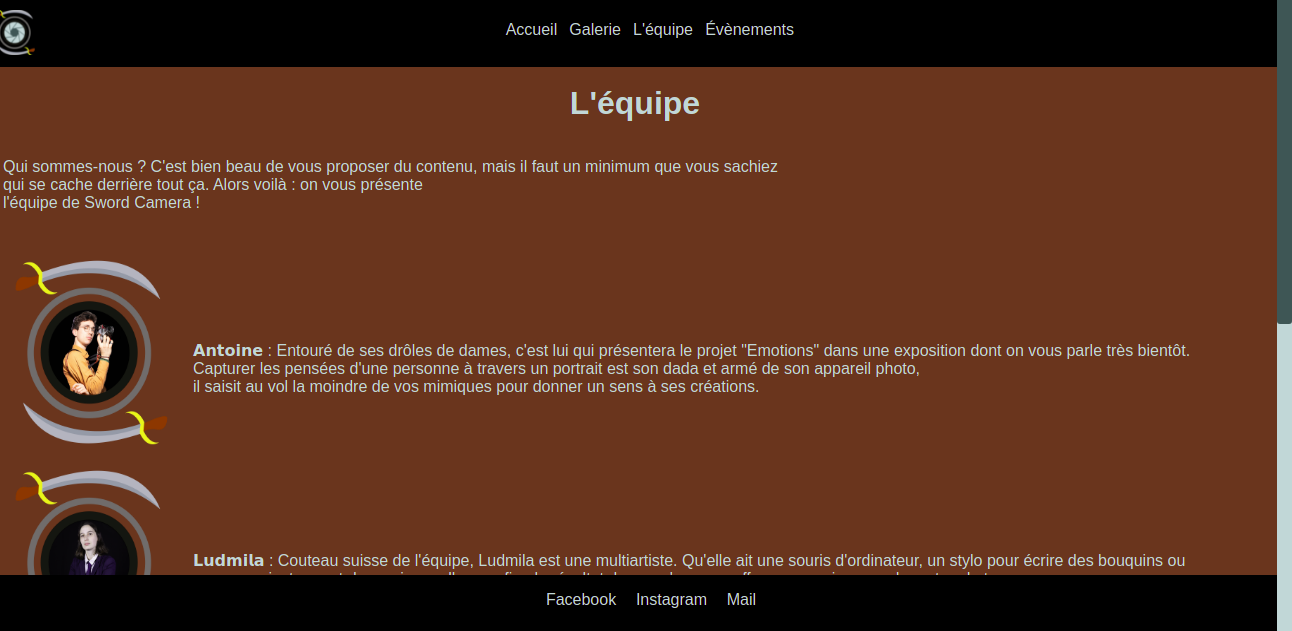 Accueil Galerie L'équipe Évènements
L'équipe
Qui sommes-nous ? C'est bien beau de vous proposer du contenu, mais il faut un minimum que vous sachiez
qui se cache derrière tout ça. Alors voilà : on vous présente
l'équipe de Sword Camera !
Antoine : Entouré de ses drôles de dames, c'est lui qui présentera le projet "Emotions" dans une exposition dont on vous parle très bientôt.
Capturer les pensées d'une personne à travers un portrait est son dada et armé de son appareil photo,
il saisit au vol la moindre de vos mimiques pour donner un sens à ses créations.
Ludmila : Couteau suisse de l'équipe, Ludmila est une multiartiste. Qu'elle ait une souris d'ordinateur, un stylo pour écrire des bouquins ou
Facebook Instagram Mail